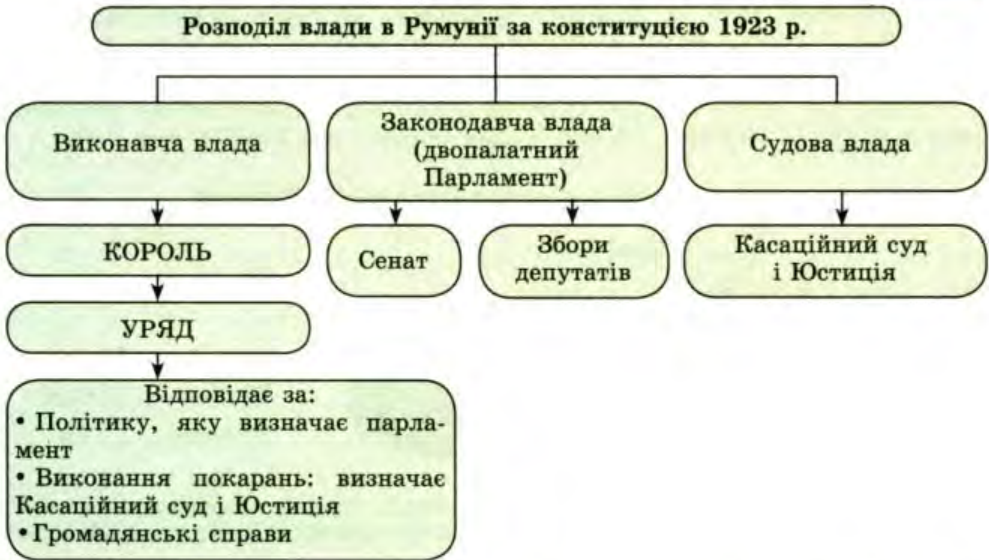 Розподіл влади в Румунії за конституцією 1923 р.
Виконавча влада
Законодавча влада
(двопалатний
Парламент)
Судова влада
КОРОЛЬ
Сенат
Збори
депутатів
Касаційний суд
і Юстиція
УРЯД
Відповідає за:
• Політику, яку визначає парла-
мент
• Виконання покарань: визначає
Касаційний суд і Юстиція
• Громадянські справи